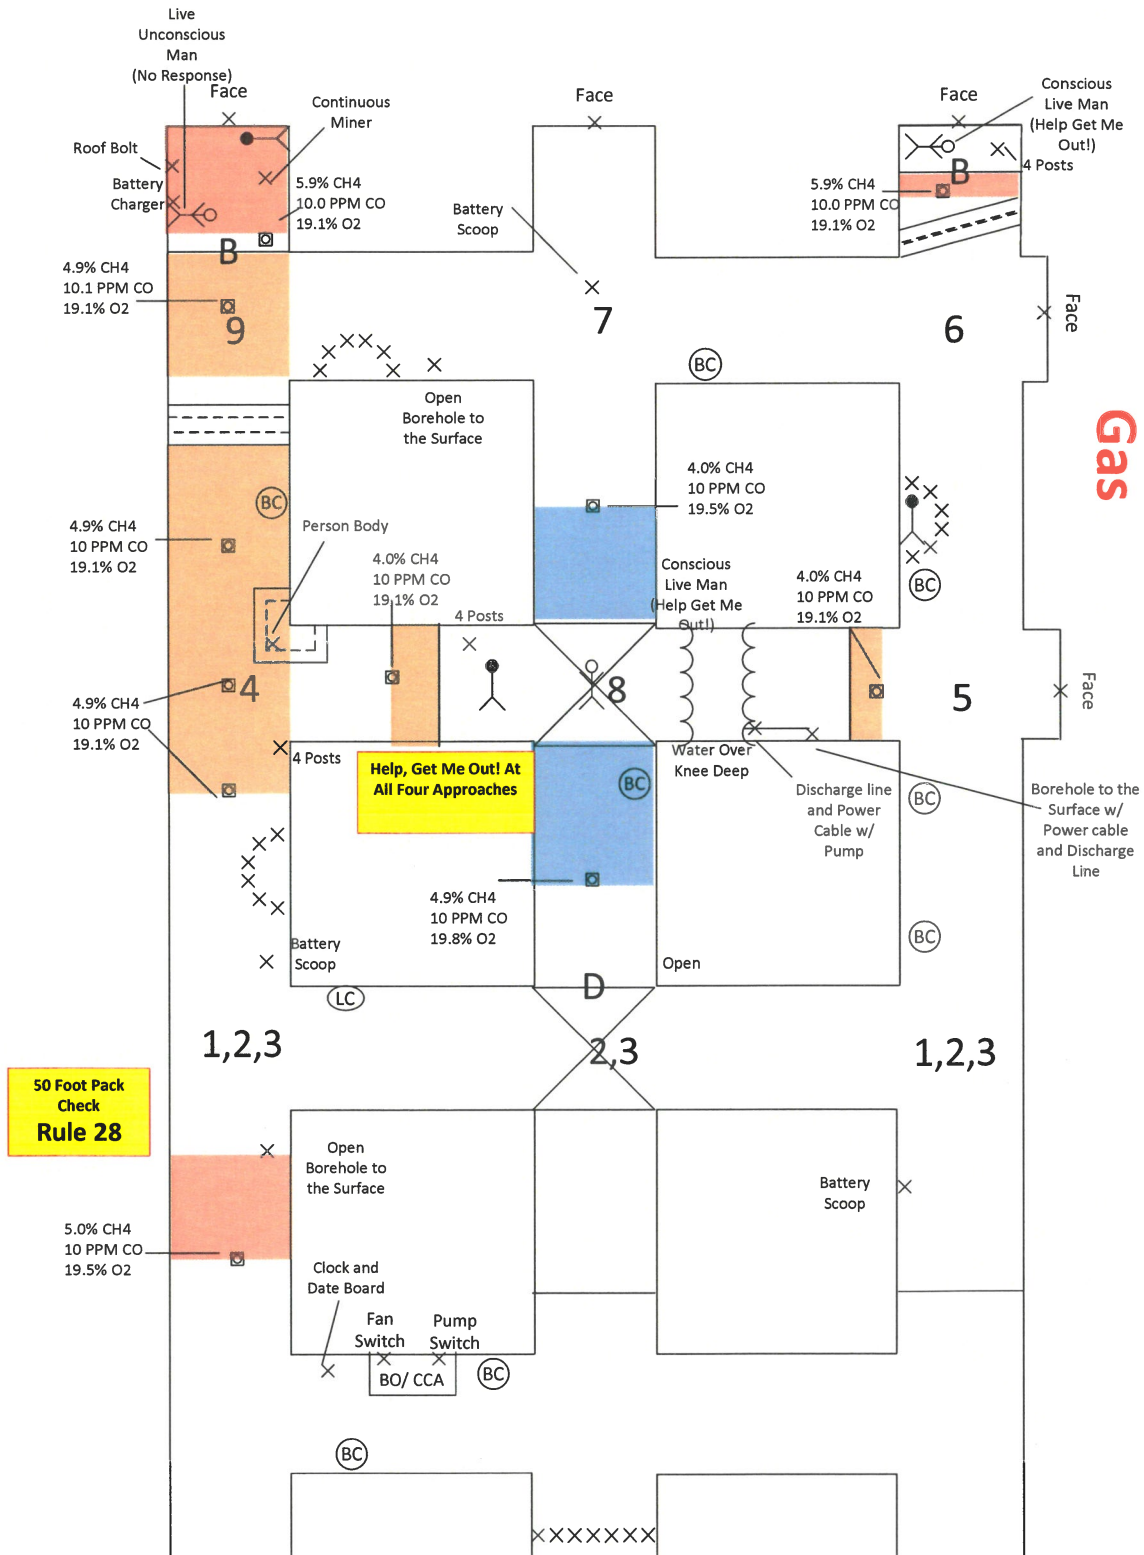 Live
Unconscious
Man
(No Response)
Face
Continuous
Miner
Face
Face
Conscious
Live Man
(Help Get Me
Out!)
4 Posts
Roof Bolt
Battery
Charger
5.9% CH4
10.0 PPM CO
19.1% O2
Battery
Scoop
5.9% CH4
10.0 PPM CO
19.1% O2
B
B
4.9% CH4
10.1 PPM CO
19.1% O2
9
7
6
Face
BC
Open
Borehole to
the Surface
Gas
4.0% CH4
10 PPM CO
19.5% O2
BC
Person Body
4.9% CH4
10 PPM CO
19.1% O2
4.0% CH4
10 PPM CO
19.1% O2
4 Posts
Conscious
Live Man
(Help Get Me
Out!)
4.0% CH4
10 PPM CO
19.1% O2
BC
4
8
5
Face
4.9% CH4
10 PPM CO
19.1% O2
4 Posts
Help, Get Me Out! At
All Four Approaches
BC
Water Over
Knee Deep
Discharge line
and Power
Cable w/
Pump
BC
Borehole to the
Surface w/
Power cable
and Discharge
Line
4.9% CH4
10 PPM CO
19.8% O2
BC
Battery
Scoop
Open
LC
D
1,2,3
2,3
1,2,3
50 Foot Pack
Check
Rule 28
Open
Borehole to
the Surface
Battery
Scoop
5.0% CH4
10 PPM CO
19.5% O2
Clock and
Date Board
Fan
Switch
Pump
Switch
BO/ CCA
BC
BC